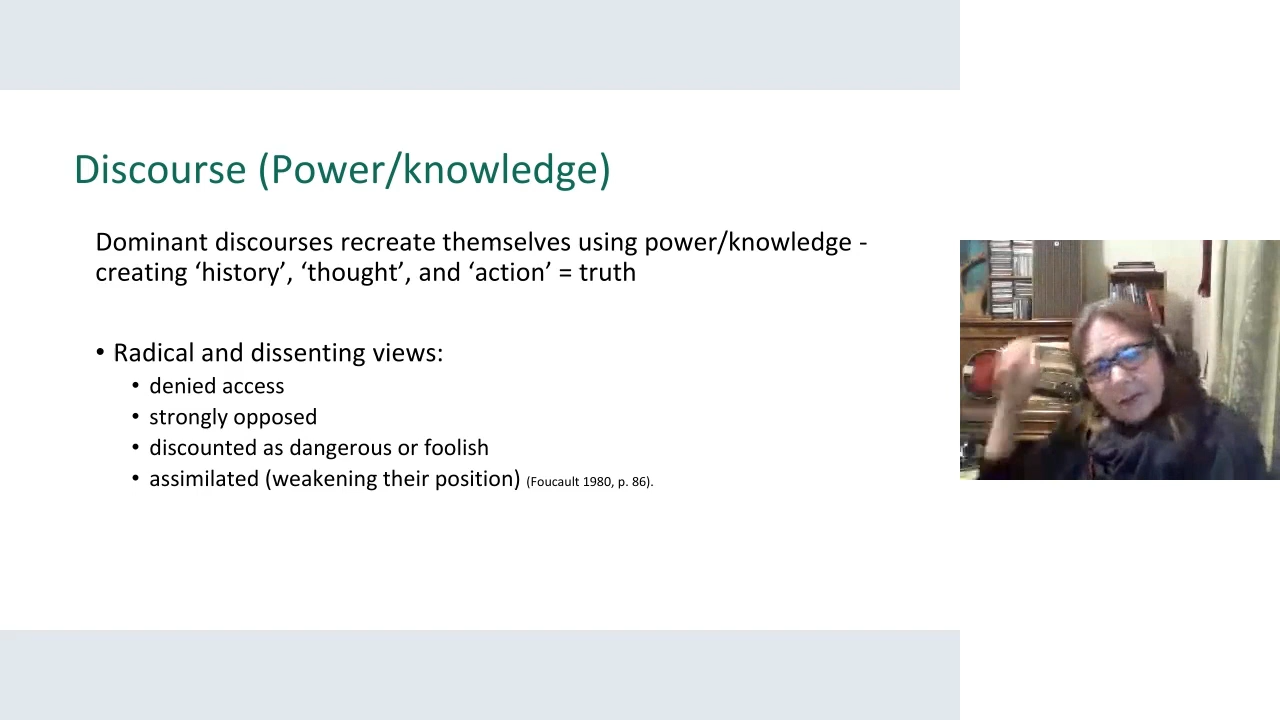 Discourse (Power/knowledge)
Dominant discourses recreate themselves using power/knowledge -
creating ‘history’, ‘thought’, and ‘action’ = truth
• Radical and dissenting views:
• denied access
• strongly opposed
• discounted as dangerous or foolish
• assimilated (weakening their position) (Foucault 1980, p. 86).